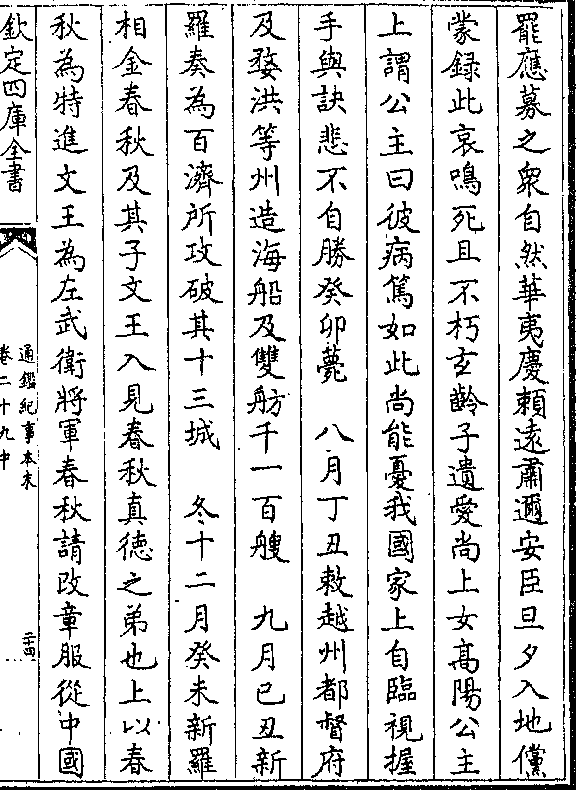 罷應募之衆自然華夷慶頼遠肅邇安臣旦夕入地儻
蒙録此哀鳴死且不朽玄齡子遺愛尚上女髙陽公主
上謂公主曰彼病篤如此尚能憂我國家上自臨視握
手與訣悲不自勝癸卯薨　八月丁丑敕越州都督府
及婺洪等州造海船及雙舫千一百艘　九月己丑新
羅奏為百濟所攻破其十三城　冬十二月癸未新羅
相金春秋及其子文王入見春秋真德之弟也上以春
秋為特進文王為左武衛將軍春秋請改章服從中國
欽定四庫全書
通鑑紀事本末
卷二十九中
二十四